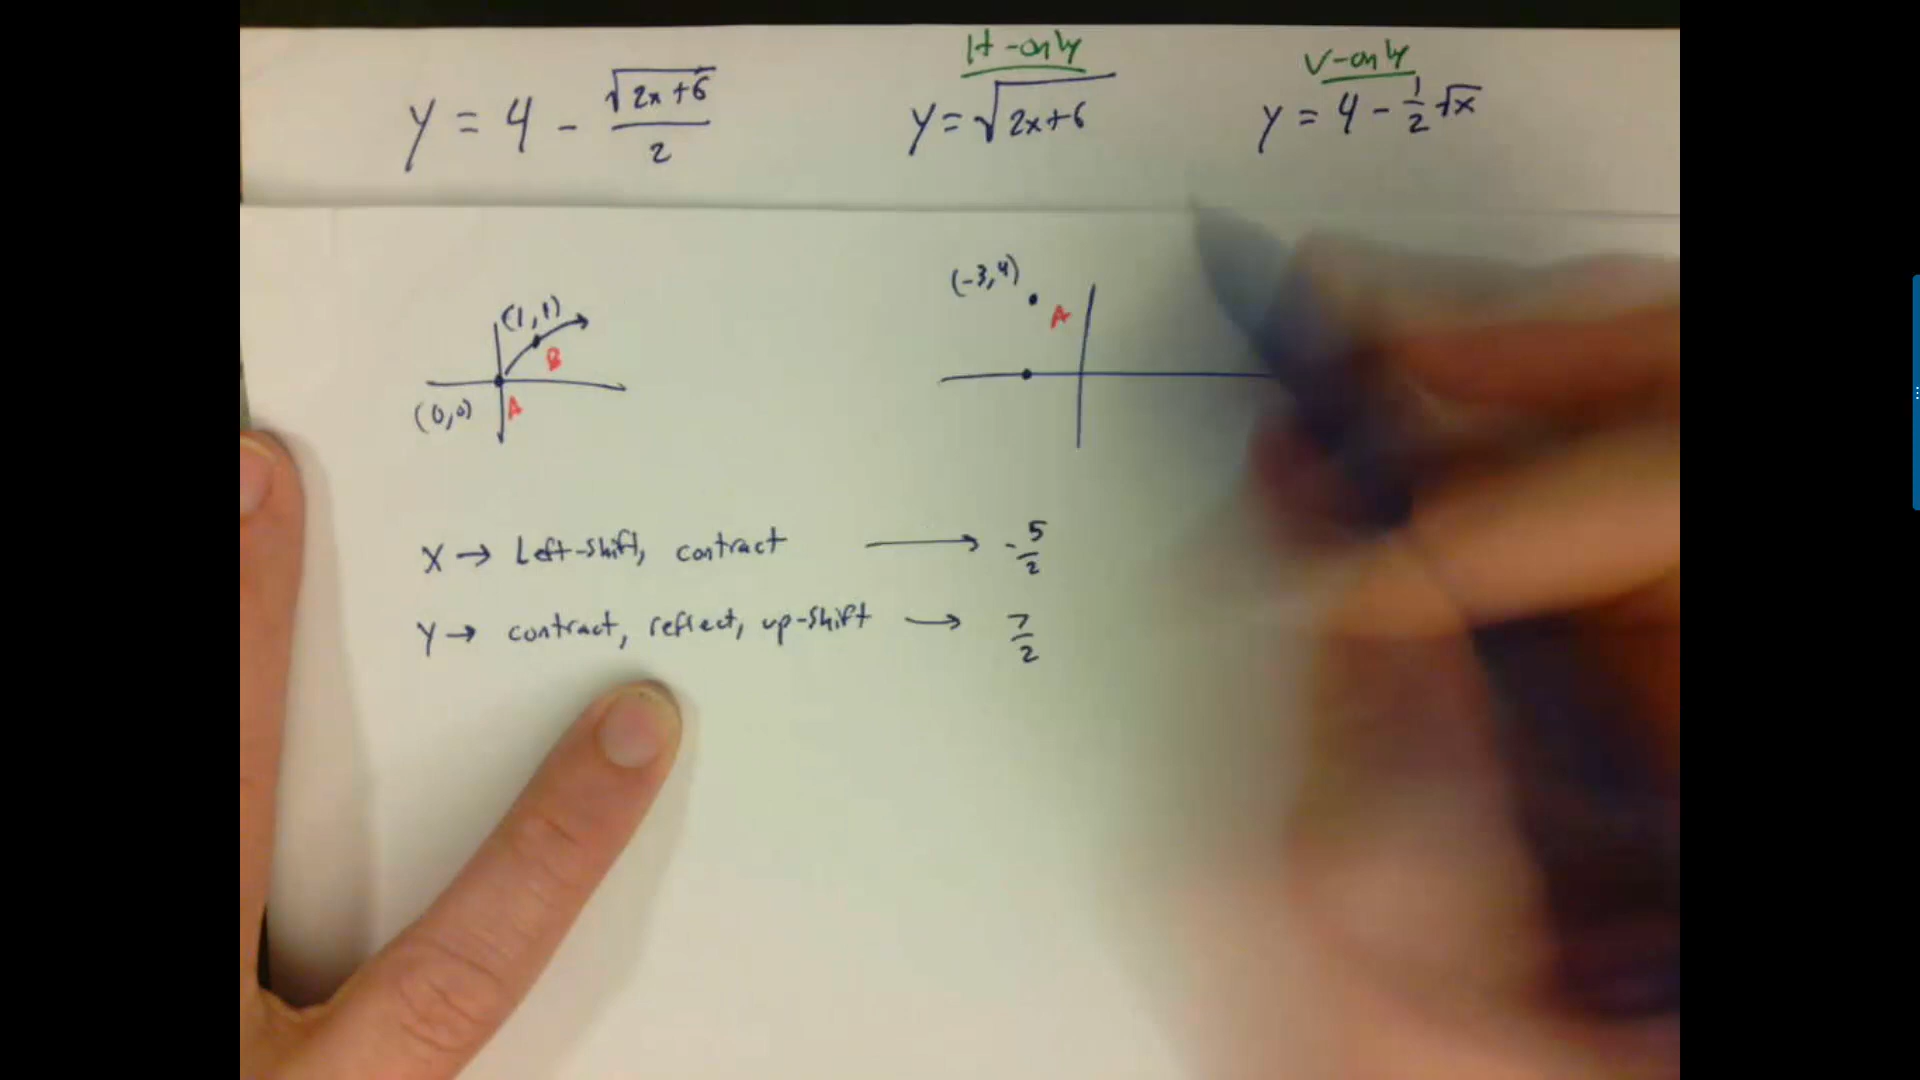 H-only
V-only
y = 4 - √(2x+6)/2
y = √(2x+6)
y = 4 - 1/2 √x
(-3,4)
A
(1,1)
B
(0,0)
A
X → Left-shift, contract → -5/2
Y → contract, reflect, up-shift → 7/2